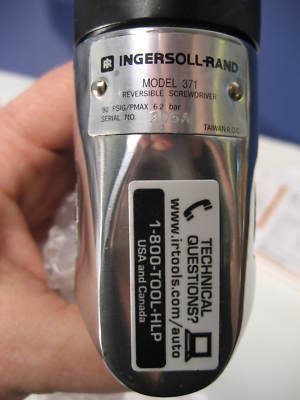 IR INGERSOLL-RAND
MODEL 371
REVERSIBLE SCREWDRIVER
90 PSIG/PMAX 6.2 bar
SERIAL NO.
TAIWAN R.O.C.
TECHNICAL
QUESTIONS?
www.irtools.com/auto
1-800-TOOL-HLP
USA and Canada